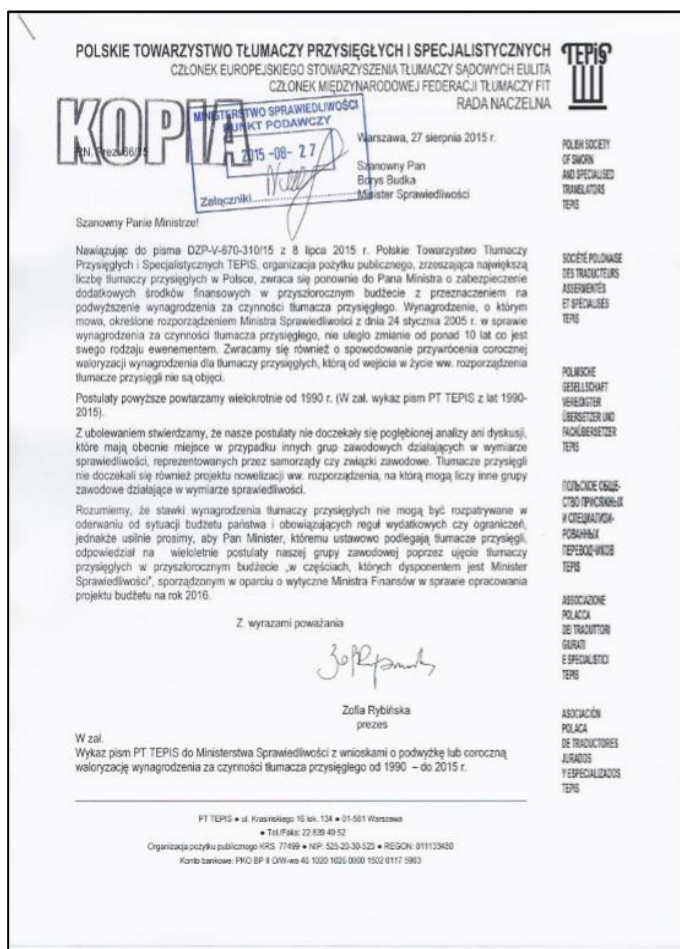 POLSKIE TOWARZYSTWO TŁUMACZY PRZYSIĘGŁYCH I SPECJALISTYCZNYCH
CZŁONEK EUROPEJSKIEGO STOWARZYSZENIA TŁUMACZY SĄDOWYCH EULITA
CZŁONEK MIĘDZYNARODOWEJ FEDERACJI TŁUMACZY FIT
RADA NACZELNA
TEPIS
KOPIA
MINISTERSTWO SPRAWIEDLIWOŚCI
PUNKT PODAWCZY
2015 -08- 27
Załączniki
RN. Prez. 66/15
Warszawa, 27 sierpnia 2015 r.
Szanowny Pan
Borys Budka
Minister Sprawiedliwości
Szanowny Panie Ministrze!
Nawiązując do pisma DZP-V-670-310/15 z 8 lipca 2015 r. Polskie Towarzystwo Tłumaczy
Przysięgłych i Specjalistycznych TEPIS, organizacja pożytku publicznego, zrzeszająca największą
liczbę tłumaczy przysięgłych w Polsce, zwraca się ponownie do Pana Ministra o zabezpieczenie
dodatkowych środków finansowych w przyszłorocznym budżecie z przeznaczeniem na
podwyższenie wynagrodzenia za czynności tłumacza przysięgłego. Wynagrodzenie, o którym
mowa, określone rozporządzeniem Ministra Sprawiedliwości z dnia 24 stycznia 2005 r. w sprawie
wynagrodzenia za czynności tłumacza przysięgłego, nie uległo zmianie od ponad 10 lat co jest
swego rodzaju ewenementem. Zwracamy się również o spowodowanie przywrócenia corocznej
waloryzacji wynagrodzenia dla tłumaczy przysięgłych, którą od wejścia w życie ww. rozporządzenia
tłumacze przysięgli nie są objęci.
Postulaty powyższe powtarzamy wielokrotnie od 1990 r. (W zał. wykaz pism PT TEPIS z lat 1990-
2015).
Z ubolewaniem stwierdzamy, że nasze postulaty nie doczekały się pogłębionej analizy ani dyskusji,
które mają obecnie miejsce w przypadku innych grup zawodowych działających w wymiarze
sprawiedliwości, reprezentowanych przez samorządy czy związki zawodowe. Tłumacze przysięgli
nie doczekali się również projektu nowelizacji ww. rozporządzenia, na którą mogą liczyć inne grupy
zawodowe działające w wymiarze sprawiedliwości.
Rozumiemy, że stawki wynagrodzenia tłumaczy przysięgłych nie mogą być rozpatrywane w
oderwaniu od sytuacji budżetu państwa i obowiązujących reguł wydatkowych czy ograniczeń,
jednakże usilnie prosimy, aby Pan Minister, któremu ustawowo podlegają tłumacze przysięgli,
odpowiedział na wieloletnie postulaty naszej grupy zawodowej poprzez ujęcie tłumaczy
przysięgłych w przyszłorocznym budżecie „w częściach, których dysponentem jest Minister
Sprawiedliwości”, sporządzonym w oparciu o wytyczne Ministra Finansów w sprawie opracowania
projektu budżetu na rok 2016.
Z wyrazami poważania
Zofia Rybińska
prezes
W zał.
Wykaz pism PT TEPIS do Ministerstwa Sprawiedliwości z wnioskami o podwyżkę lub coroczną
waloryzację wynagrodzenia za czynności tłumacza przysięgłego od 1990 – do 2015 r.
PT TEPIS ● ul. Krasińskiego 16 lok. 134 ● 01-581 Warszawa
● Tel./Faks: 22 839 49 52
Organizacja pożytku publicznego KRS: 77499 ● NIP: 525-20-30-523 ● REGON: 011133480
Konto bankowe: PKO BP II O/W-wa 46 1020 1026 0000 1502 0117 5983
POLISH SOCIETY
OF SWORN
AND SPECIALISED
TRANSLATORS
TEPIS
SOCIÉTÉ POLONAISE
DES TRADUCTEURS
ASSERMENTÉS
ET SPÉCIALISÉS
TEPIS
POLNISCHE
GESELLSCHAFT
VEREIDIGTER
ÜBERSETZER UND
FACHÜBERSETZER
TEPIS
ПОЛЬСКОЕ ОБЩЕ-
СТВО ПРИСЯЖНЫХ
И СПЕЦИАЛИЗИ-
РОВАННЫХ
ПЕРЕВОДЧИКОВ
TEPIS
ASSOCIAZIONE
POLACCA
DEI TRADUTTORI
GIURATI
E SPECIALISTICI
TEPIS
ASOCIACIÓN
POLACA
DE TRADUCTORES
JURADOS
Y ESPECIALIZADOS
TEPIS